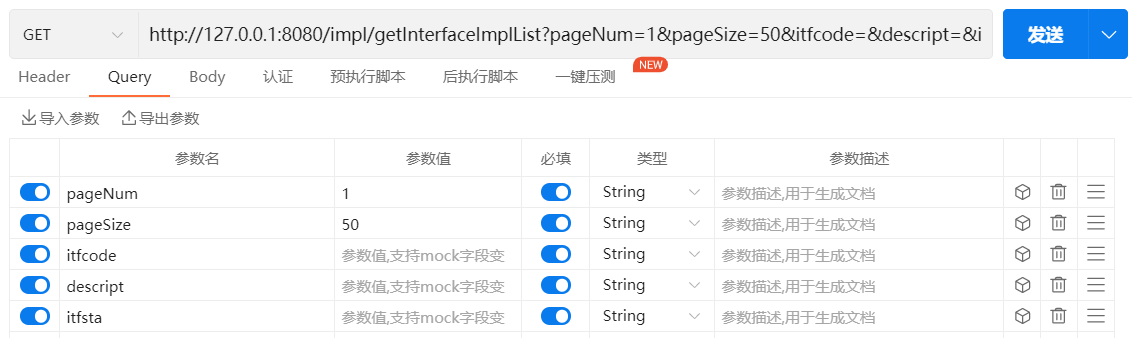 GET http://127.0.0.1:8080/impl/getInterfaceImplList?pageNum=1&pageSize=50&itfcode=&descript=&i 发送
NEW
Header Query Body 认证 预执行脚本 后执行脚本 一键压测
导入参数 导出参数
参数名 参数值 必填 类型 参数描述
pageNum 1 String 参数描述,用于生成文档
pageSize 50 String 参数描述,用于生成文档
itfcode 参数值,支持mock字段变 String 参数描述,用于生成文档
descript 参数值,支持mock字段变 String 参数描述,用于生成文档
itfsta 参数值,支持mock字段变 String 参数描述,用于生成文档